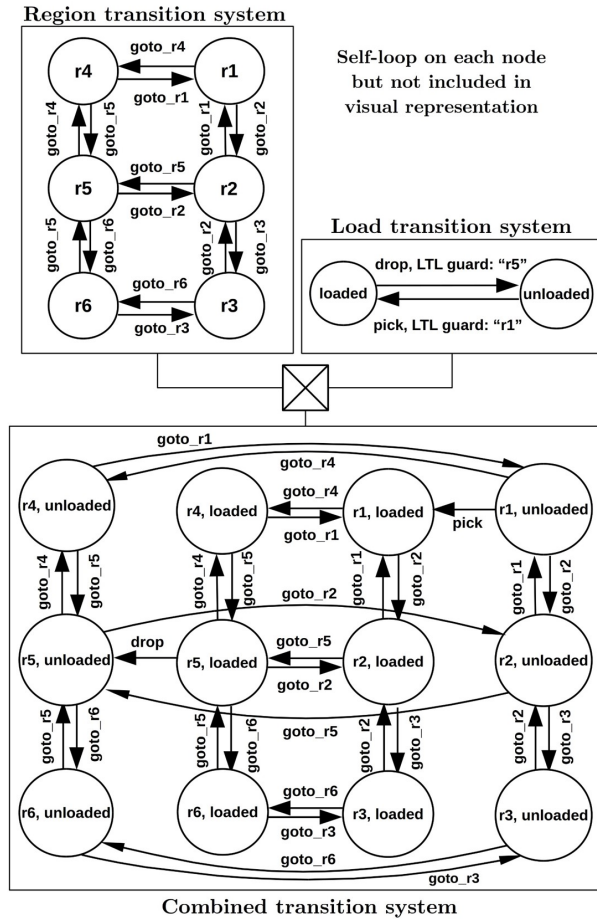 Region transition system
goto_r4
r4
r1
goto_r1
goto_r4
goto_r5
goto_r1
goto_r2
goto_r5
r5
r2
goto_r2
goto_r5
goto_r6
goto_r2
goto_r3
goto_r6
r6
r3
goto_r3
Self-loop on each node
but not included in
visual representation
Load transition system
drop, LTL guard: “r5”
loaded
unloaded
pick, LTL guard: “r1”
goto_r1
goto_r4
goto_r4
r4, unloaded
r4, loaded
r1, loaded
r1, unloaded
goto_r1
pick
goto_r4
goto_r5
goto_r4
goto_r5
goto_r1
goto_r2
goto_r1
goto_r2
goto_r2
drop
goto_r5
r5, unloaded
r5, loaded
r2, loaded
r2, unloaded
goto_r2
goto_r5
goto_r5
goto_r6
goto_r5
goto_r6
goto_r2
goto_r3
goto_r2
goto_r3
goto_r6
r6, unloaded
r6, loaded
r3, loaded
r3, unloaded
goto_r3
goto_r6
goto_r3
Combined transition system